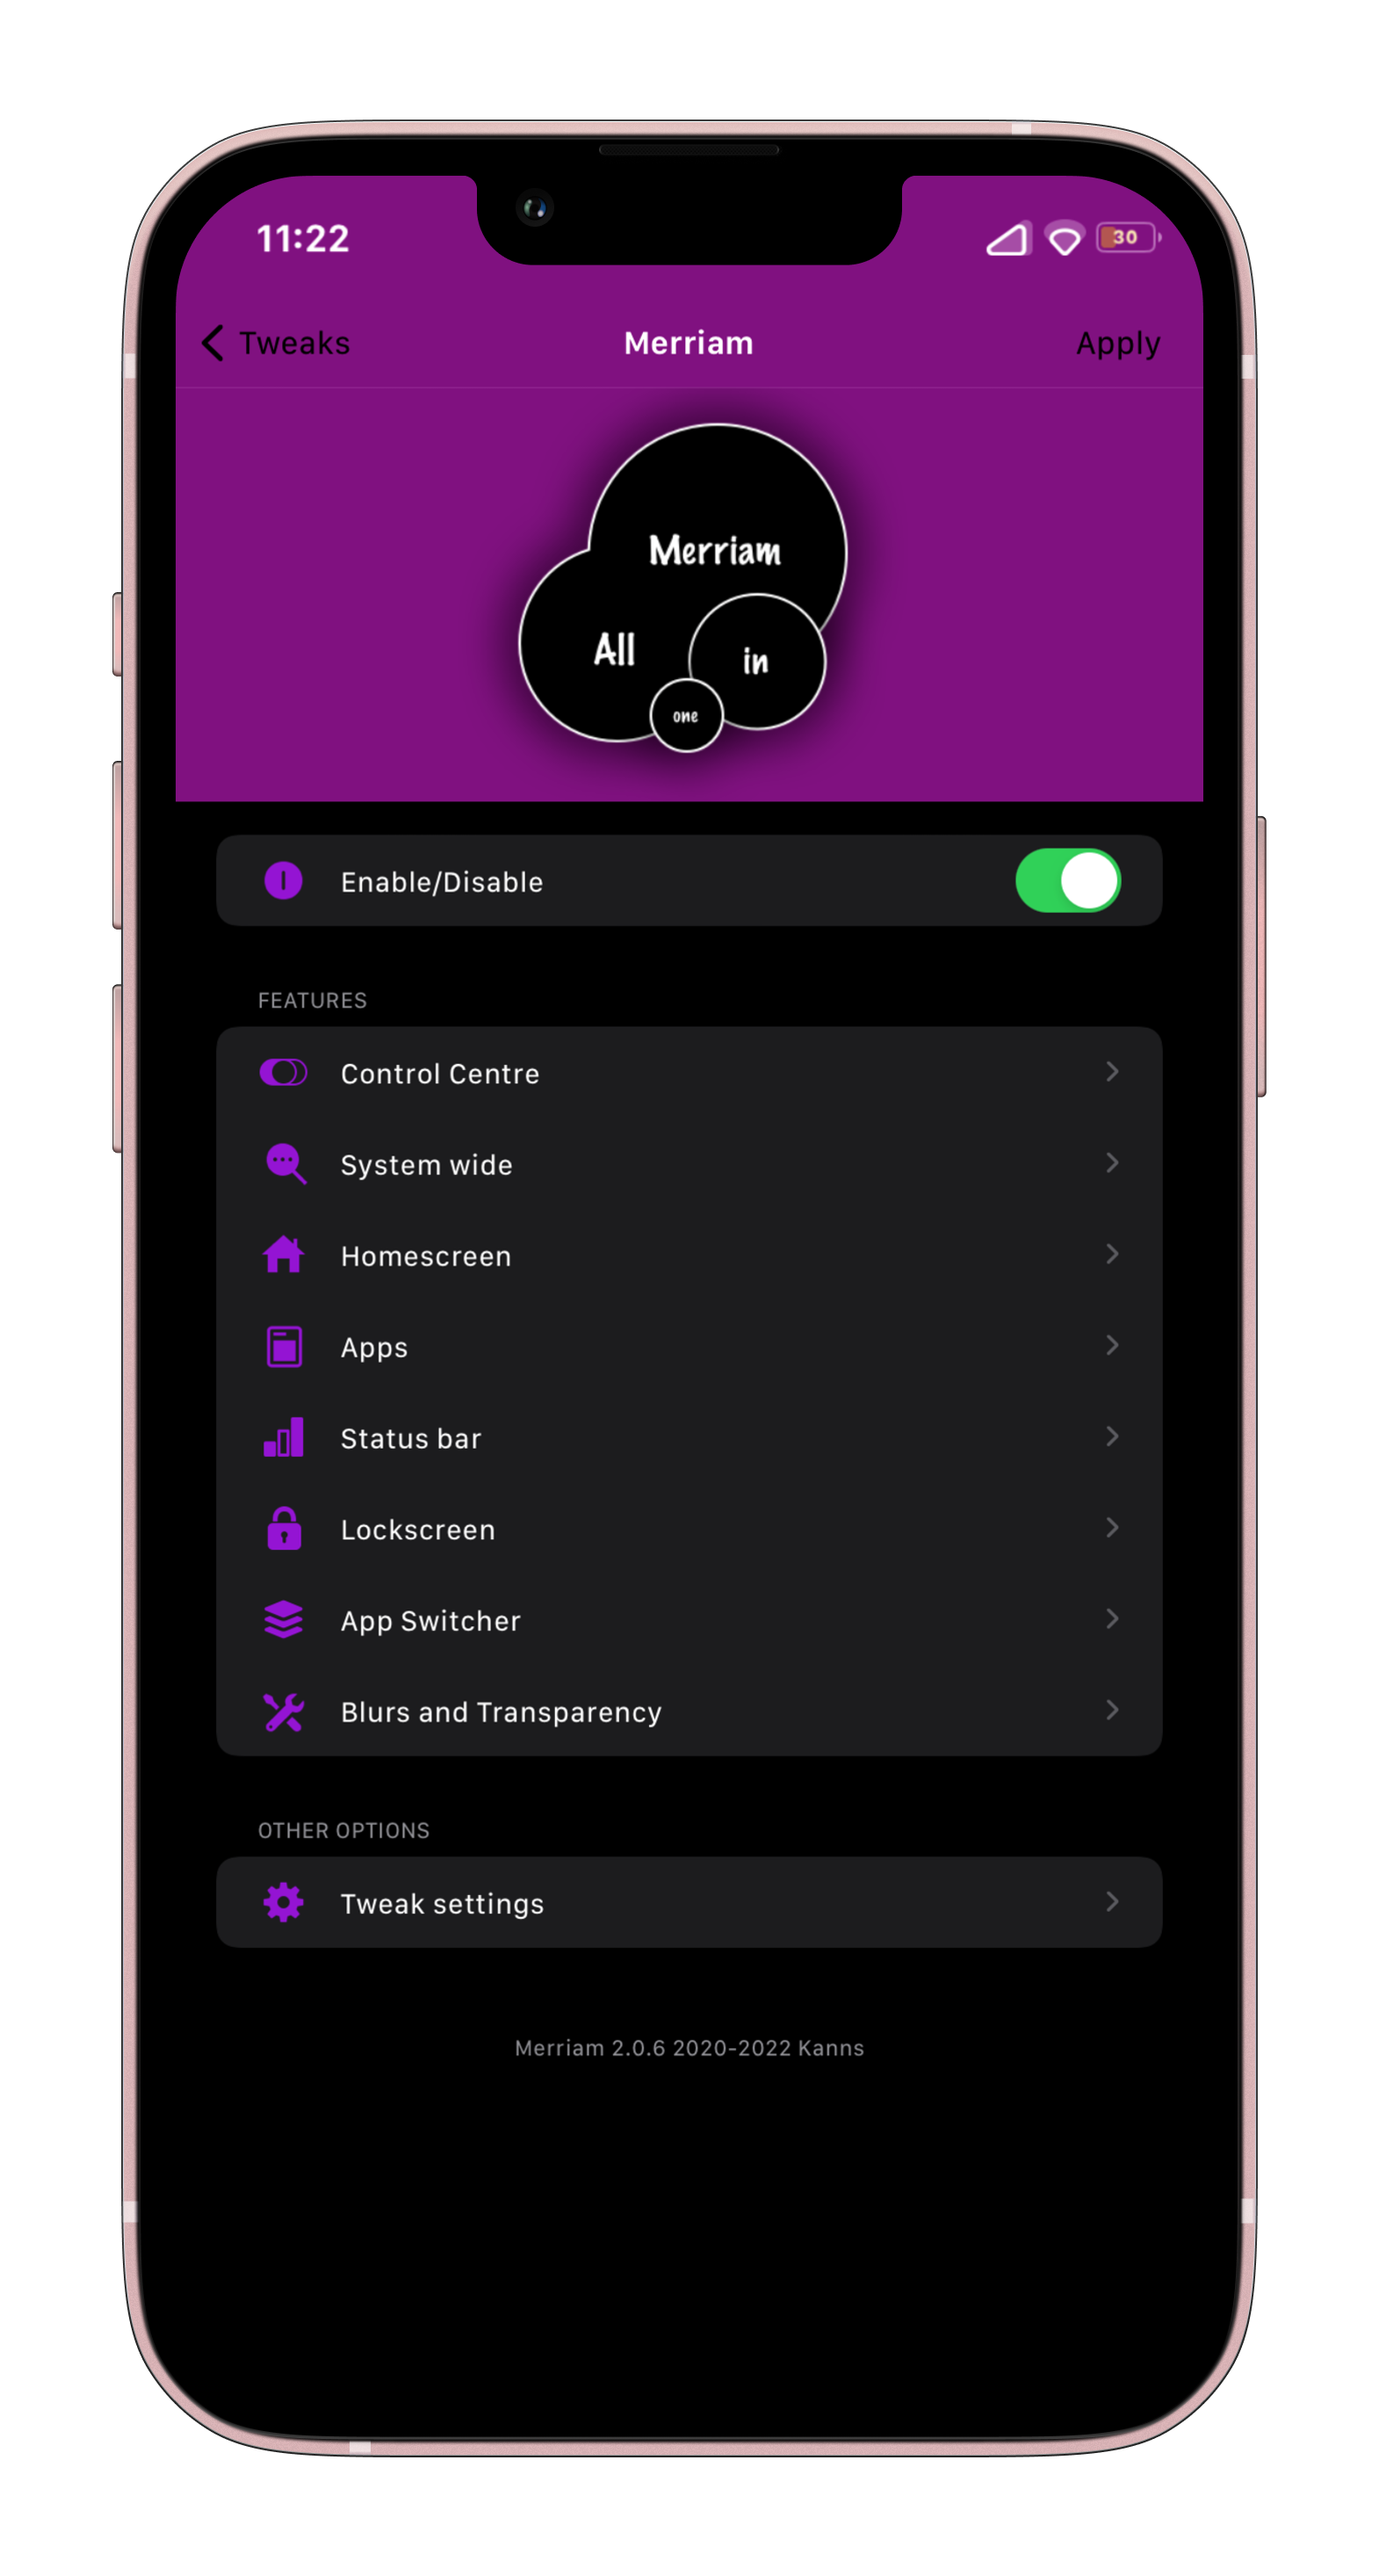 11:22
30
Tweaks
Merriam
Apply
Merriam
All
in
one
Enable/Disable
FEATURES
Control Centre
System wide
Homescreen
Apps
Status bar
Lockscreen
App Switcher
Blurs and Transparency
OTHER OPTIONS
Tweak settings
Merriam 2.0.6 2020-2022 Kanns